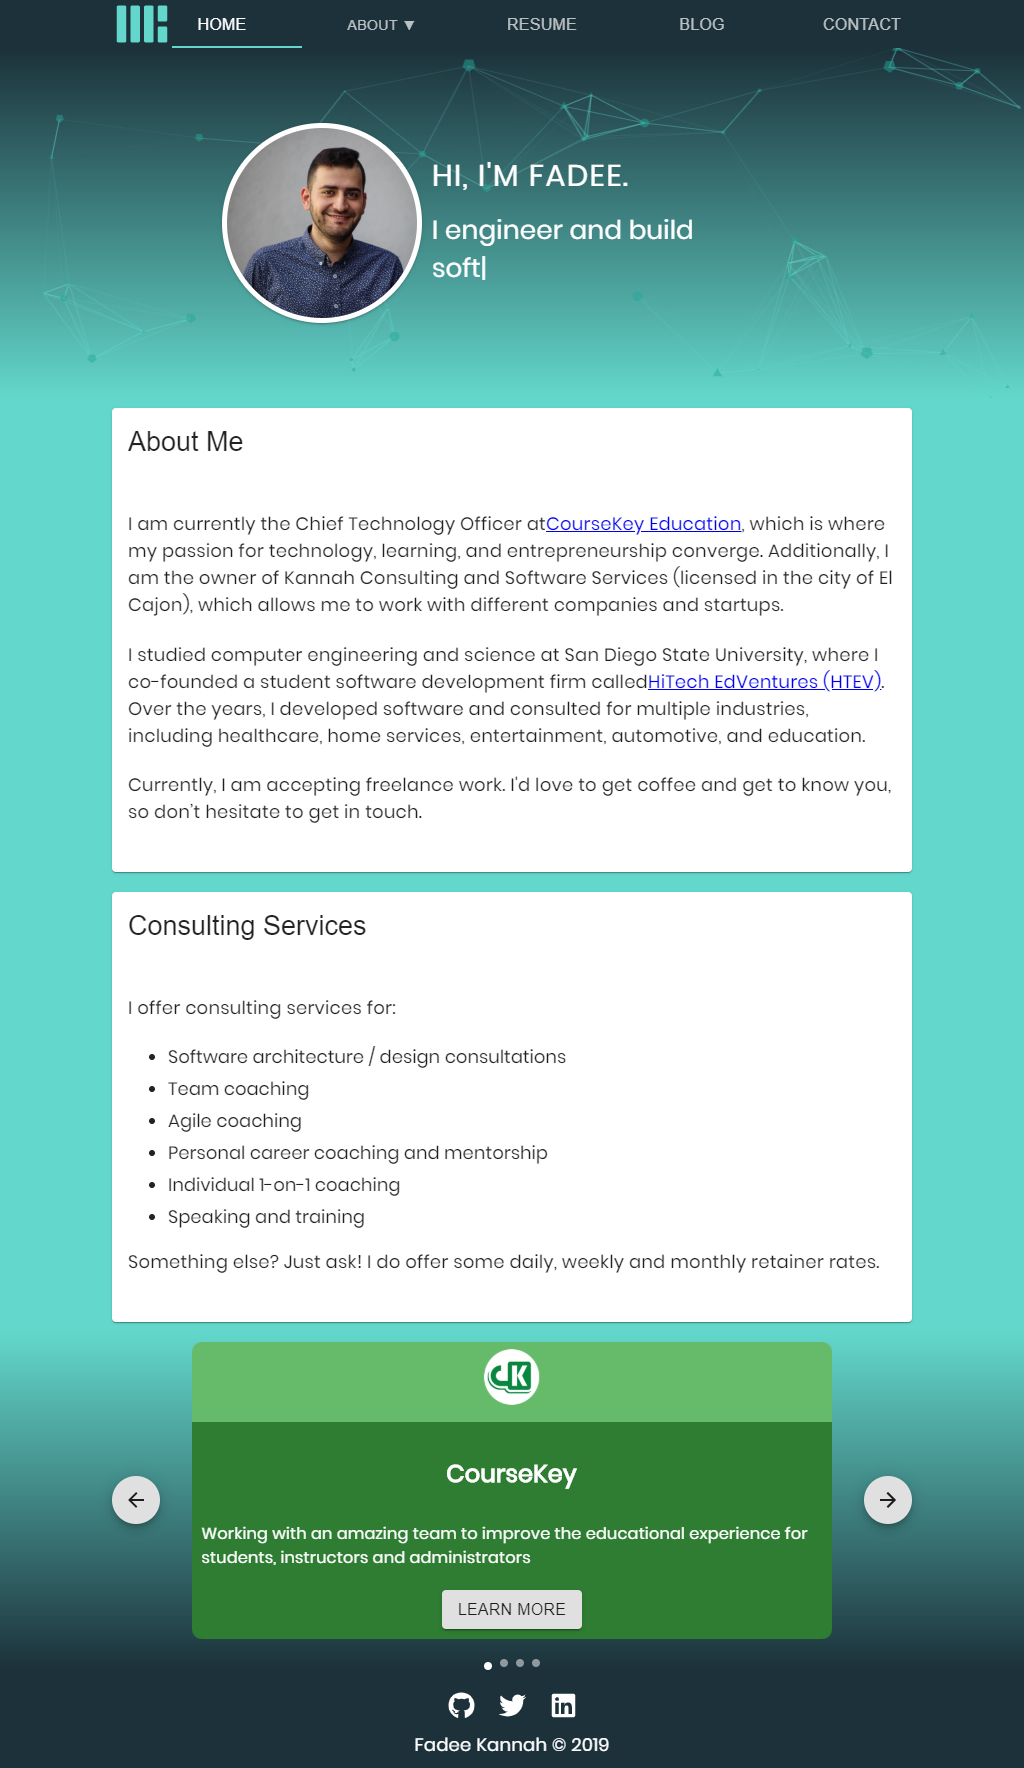 HOME
ABOUT ▼
RESUME
BLOG
CONTACT
HI, I'M FADEE.
I engineer and build
soft|
About Me
I am currently the Chief Technology Officer atCourseKey Education, which is where
my passion for technology, learning, and entrepreneurship converge. Additionally, I
am the owner of Kannah Consulting and Software Services (licensed in the city of El
Cajon), which allows me to work with different companies and startups.
I studied computer engineering and science at San Diego State University, where I
co-founded a student software development firm calledHiTech EdVentures (HTEV).
Over the years, I developed software and consulted for multiple industries,
including healthcare, home services, entertainment, automotive, and education.
Currently, I am accepting freelance work. I'd love to get coffee and get to know you,
so don't hesitate to get in touch.
Consulting Services
I offer consulting services for:
• Software architecture / design consultations
• Team coaching
• Agile coaching
• Personal career coaching and mentorship
• Individual 1-on-1 coaching
• Speaking and training
Something else? Just ask! I do offer some daily, weekly and monthly retainer rates.
CK
CourseKey
Working with an amazing team to improve the educational experience for
students, instructors and administrators
LEARN MORE
Fadee Kannah © 2019